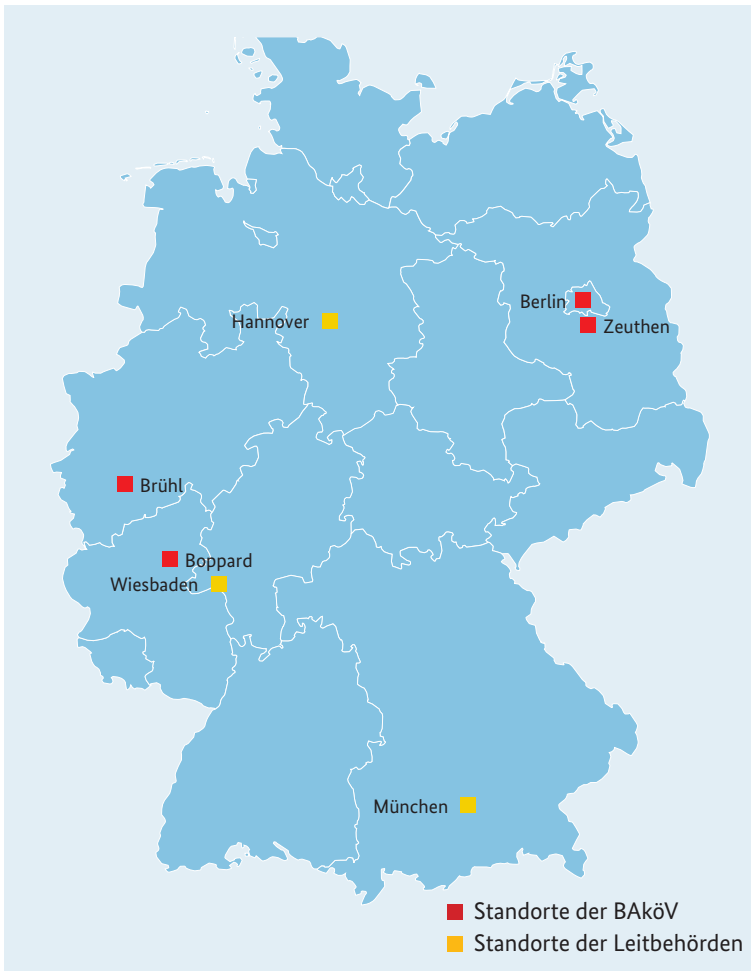 Berlin
Hannover
Zeuthen
Brühl
Boppard
Wiesbaden
München
Standorte der BAköV
Standorte der Leitbehörden